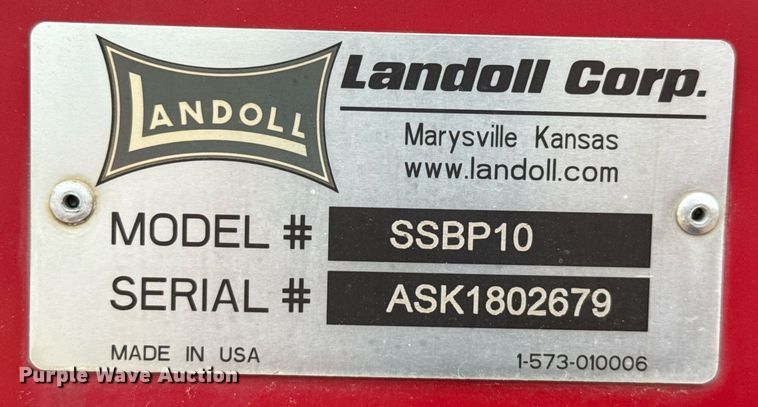 LANDOLL
Landoll Corp.
Marysville Kansas
www.landoll.com
MODEL # SSBP10
SERIAL # ASK1802679
MADE IN USA 1-573-010006
Purple Wave Auction